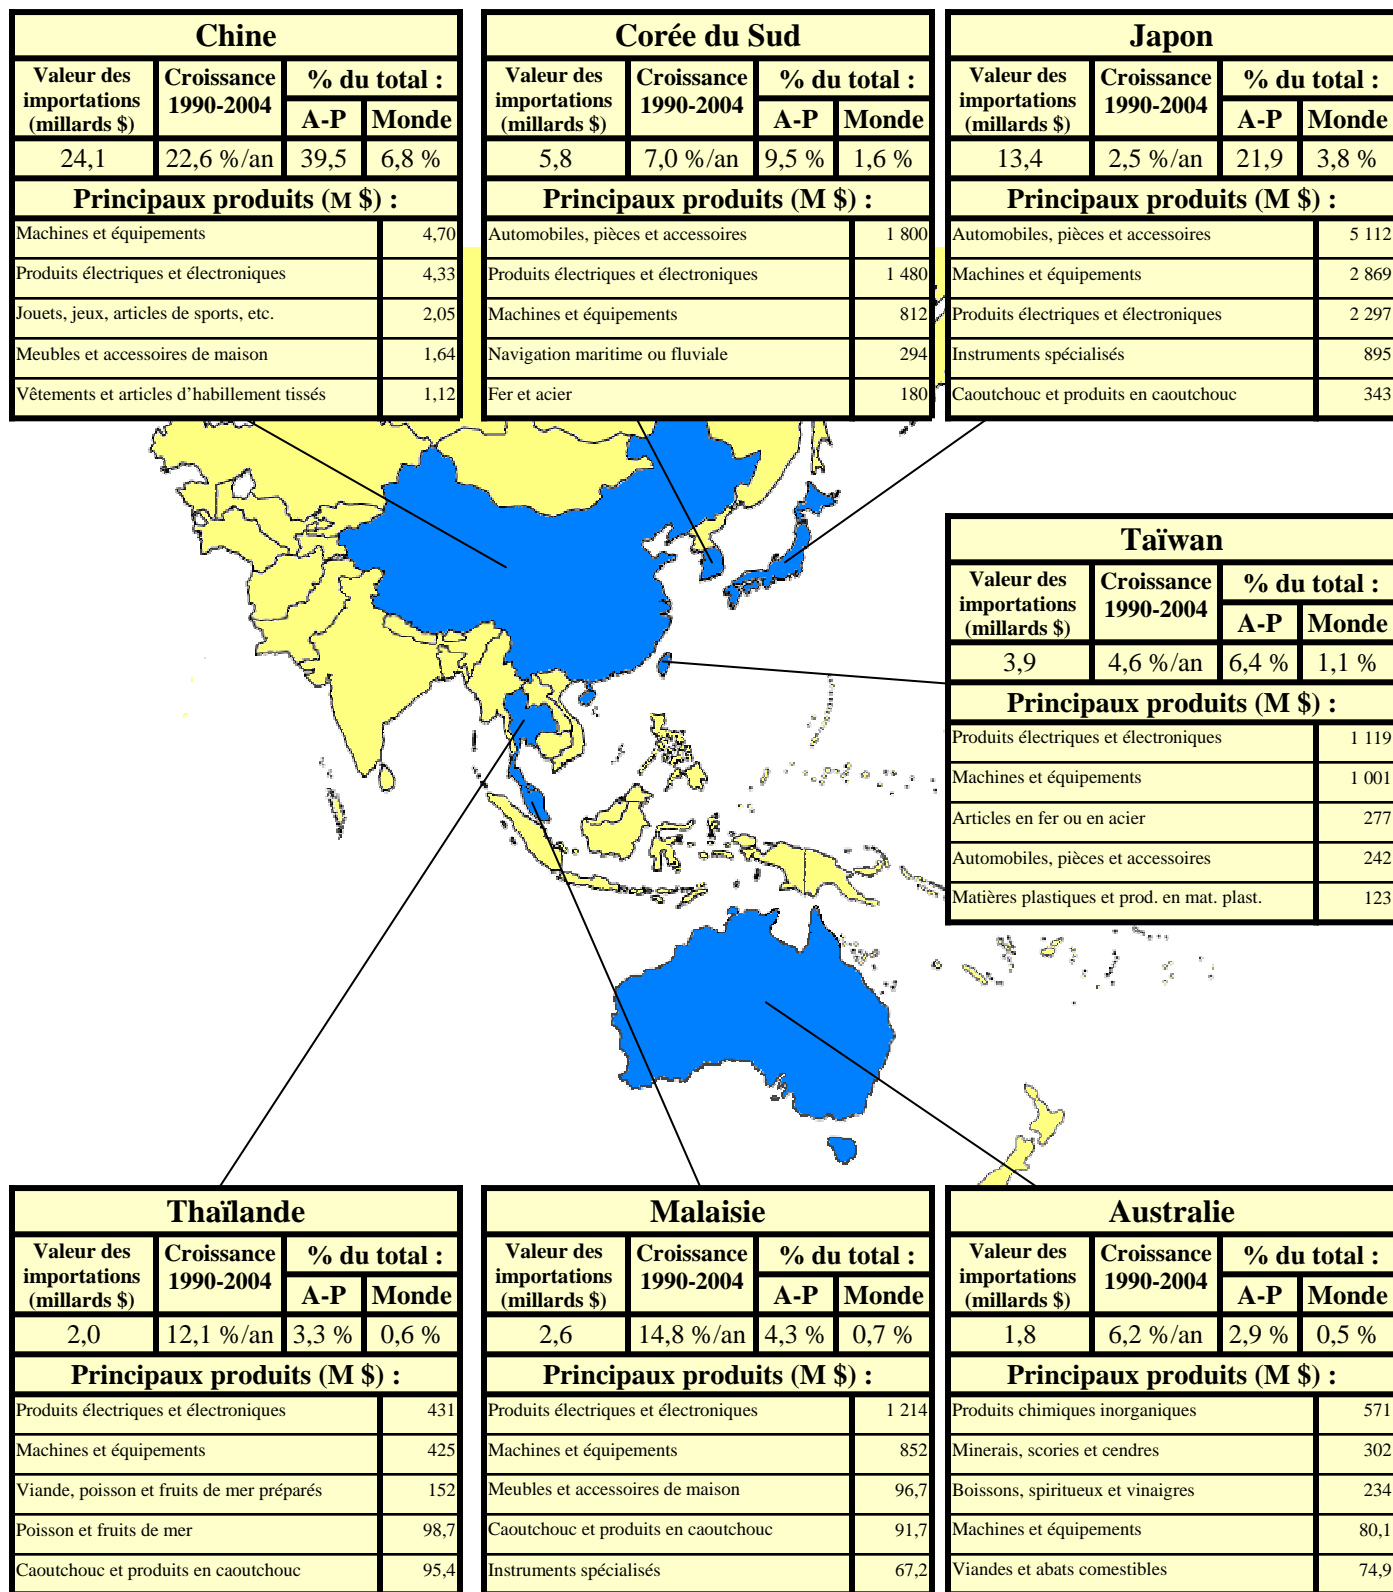 Chine
Valeur des importations (millards $)
Croissance 1990-2004
% du total :
A-P
Monde
24,1
22,6 %/an
39,5
6,8 %
Principaux produits (M $) :
Machines et équipements 4,70
Produits électriques et électroniques 4,33
Jouets, jeux, articles de sports, etc. 2,05
Meubles et accessoires de maison 1,64
Vêtements et articles d’habillement tissés 1,12
Corée du Sud
Valeur des importations (millards $)
Croissance 1990-2004
% du total :
A-P
Monde
5,8
7,0 %/an
9,5 %
1,6 %
Principaux produits (M $) :
Automobiles, pièces et accessoires 1 800
Produits électriques et électroniques 1 480
Machines et équipements 812
Navigation maritime ou fluviale 294
Fer et acier 180
Japon
Valeur des importations (millards $)
Croissance 1990-2004
% du total :
A-P
Monde
13,4
2,5 %/an
21,9
3,8 %
Principaux produits (M $) :
Automobiles, pièces et accessoires 5 112
Machines et équipements 2 869
Produits électriques et électroniques 2 297
Instruments spécialisés 895
Caoutchouc et produits en caoutchouc 343
Taïwan
Valeur des importations (millards $)
Croissance 1990-2004
% du total :
A-P
Monde
3,9
4,6 %/an
6,4 %
1,1 %
Principaux produits (M $) :
Produits électriques et électroniques 1 119
Machines et équipements 1 001
Articles en fer ou en acier 277
Automobiles, pièces et accessoires 242
Matières plastiques et prod. en mat. plast. 123
Thaïlande
Valeur des importations (millards $)
Croissance 1990-2004
% du total :
A-P
Monde
2,0
12,1 %/an
3,3 %
0,6 %
Principaux produits (M $) :
Produits électriques et électroniques 431
Machines et équipements 425
Viande, poisson et fruits de mer préparés 152
Poisson et fruits de mer 98,7
Caoutchouc et produits en caoutchouc 95,4
Malaisie
Valeur des importations (millards $)
Croissance 1990-2004
% du total :
A-P
Monde
2,6
14,8 %/an
4,3 %
0,7 %
Principaux produits (M $) :
Produits électriques et électroniques 1 214
Machines et équipements 852
Meubles et accessoires de maison 96,7
Caoutchouc et produits en caoutchouc 91,7
Instruments spécialisés 67,2
Australie
Valeur des importations (millards $)
Croissance 1990-2004
% du total :
A-P
Monde
1,8
6,2 %/an
2,9 %
0,5 %
Principaux produits (M $) :
Produits chimiques inorganiques 571
Minerais, scories et cendres 302
Boissons, spiritueux et vinaigres 234
Machines et équipements 80,1
Viandes et abats comestibles 74,9